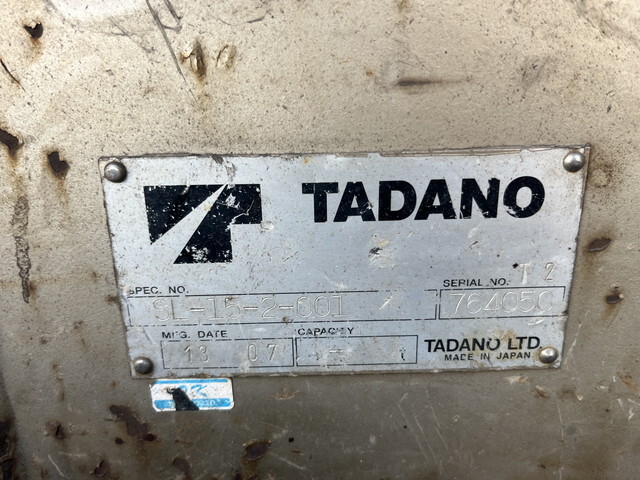 TADANO
SPEC. NO. SERIAL NO. T 2
SL-15-2-601 764050
MFG. DATE CAPACITY TADANO LTD.
13 07 - t MADE IN JAPAN